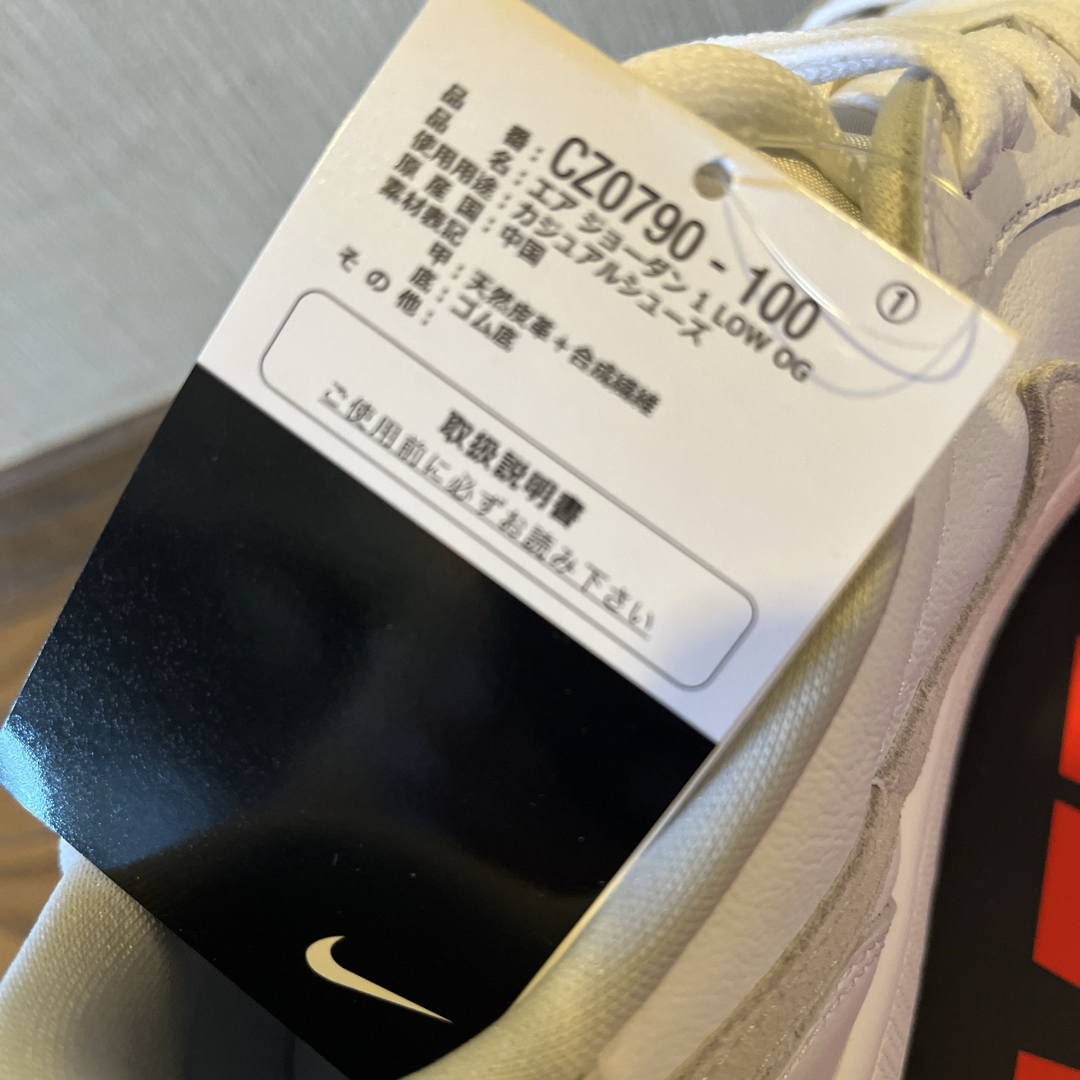 ①
品 番：CZ0790 - 100
品 名：エア ジョーダン 1 LOW OG
使用用途：カジュアルシューズ
原 産 国：中国
素材表記
甲：天然皮革＋合成繊維
底：ゴム底
そ の 他：
取扱説明書
ご使用前に必ずお読み下さい